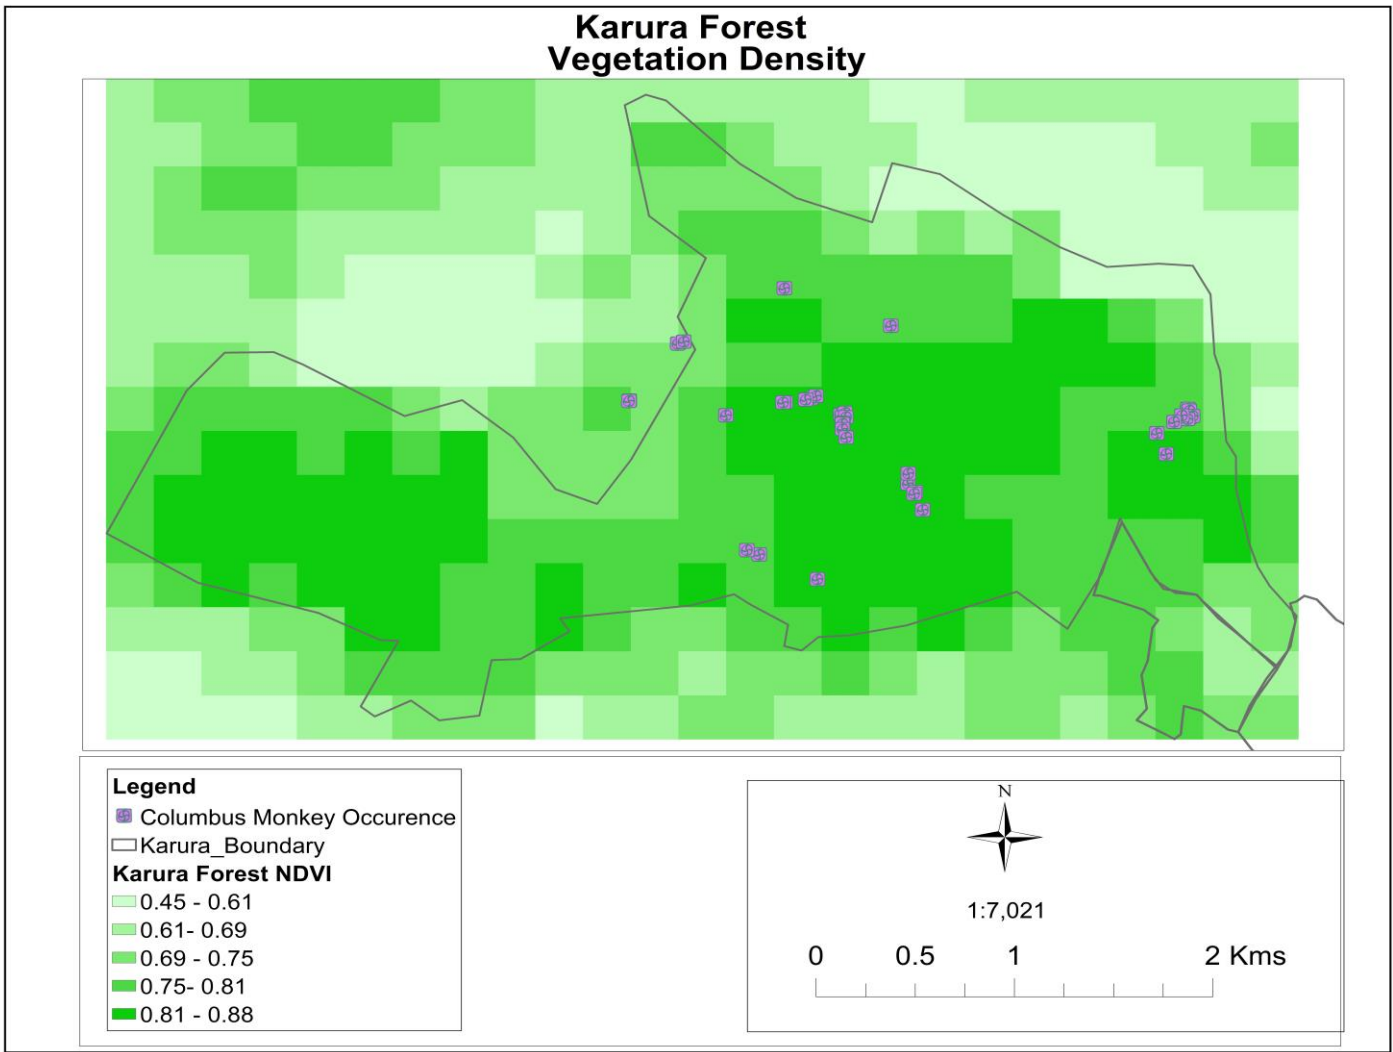 Karura Forest
Vegetation Density
Legend
Columbus Monkey Occurence
Karura_Boundary
Karura Forest NDVI
0.45 - 0.61
0.61- 0.69
0.69 - 0.75
0.75- 0.81
0.81 - 0.88
N
1:7,021
0 0.5 1 2 Kms